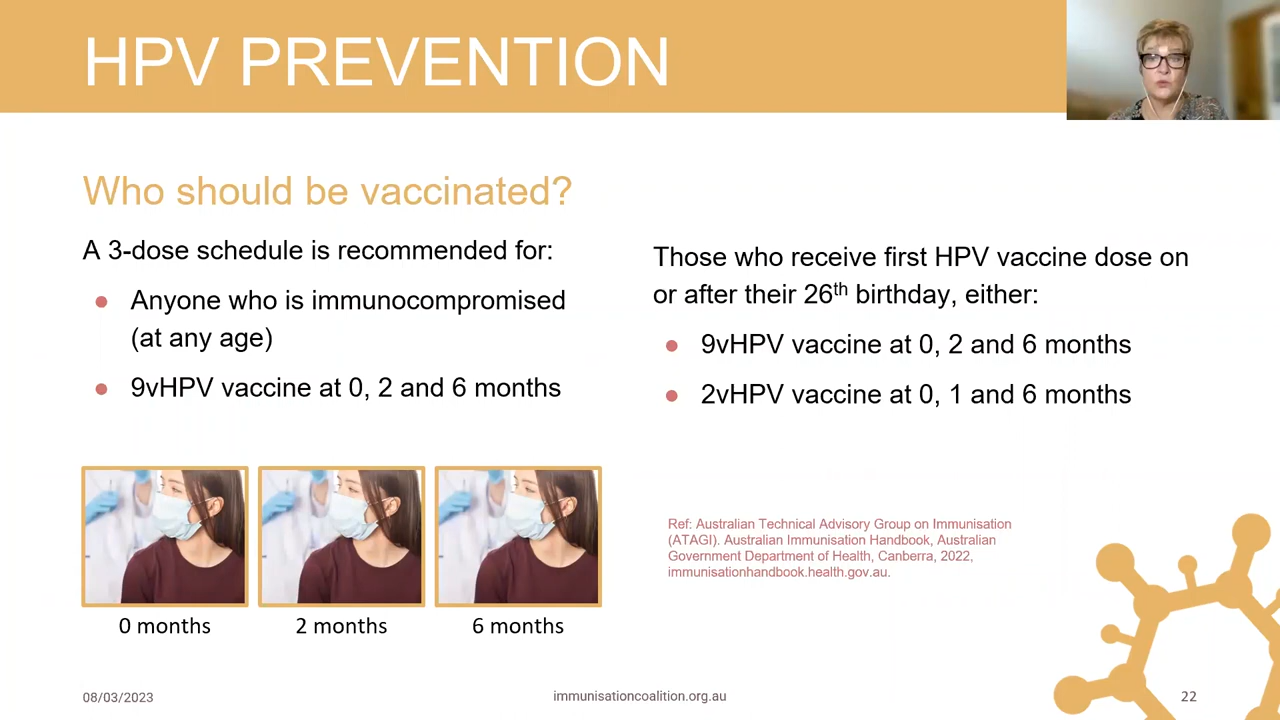 HPV PREVENTION
Who should be vaccinated?
A 3-dose schedule is recommended for:
Anyone who is immunocompromised
(at any age)
9vHPV vaccine at 0, 2 and 6 months
Those who receive first HPV vaccine dose on
or after their 26th birthday, either:
9vHPV vaccine at 0, 2 and 6 months
2vHPV vaccine at 0, 1 and 6 months
0 months
2 months
6 months
Ref: Australian Technical Advisory Group on Immunisation
(ATAGI). Australian Immunisation Handbook, Australian
Government Department of Health, Canberra, 2022,
immunisationhandbook.health.gov.au.
08/03/2023
immunisationcoalition.org.au
22